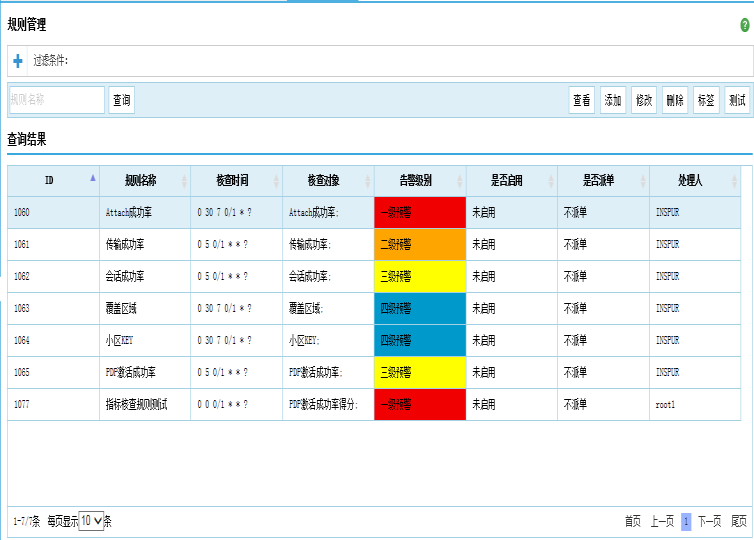 规则管理
?
过滤条件:
规则名称 查询 查看 添加 修改 删除 标签 测试
查询结果
ID 规则名称 核查时间 核查对象 告警级别 是否启用 是否派单 处理人
1060 Attach成功率 0 30 7 0/1 * ? Attach成功率; 一级预警 未启用 不派单 INSPUR
1061 传输成功率 0 5 0/1 * * ? 传输成功率; 二级预警 未启用 不派单 INSPUR
1062 会话成功率 0 5 0/1 * * ? 会话成功率; 三级预警 未启用 不派单 INSPUR
1063 覆盖区域 0 30 7 0/1 * ? 覆盖区域; 四级预警 未启用 不派单 INSPUR
1064 小区KEY 0 30 7 0/1 * ? 小区KEY; 四级预警 未启用 不派单 INSPUR
1065 PDP激活成功率 0 5 0/1 * * ? PDP激活成功率; 三级预警 未启用 不派单 INSPUR
1077 指标核查规则测试 0 0 0/1 * * ? PDP激活成功率得分; 一级预警 未启用 不派单 root1
1-7/7条 每页显示 10 条 首页 上一页 1 下一页 尾页